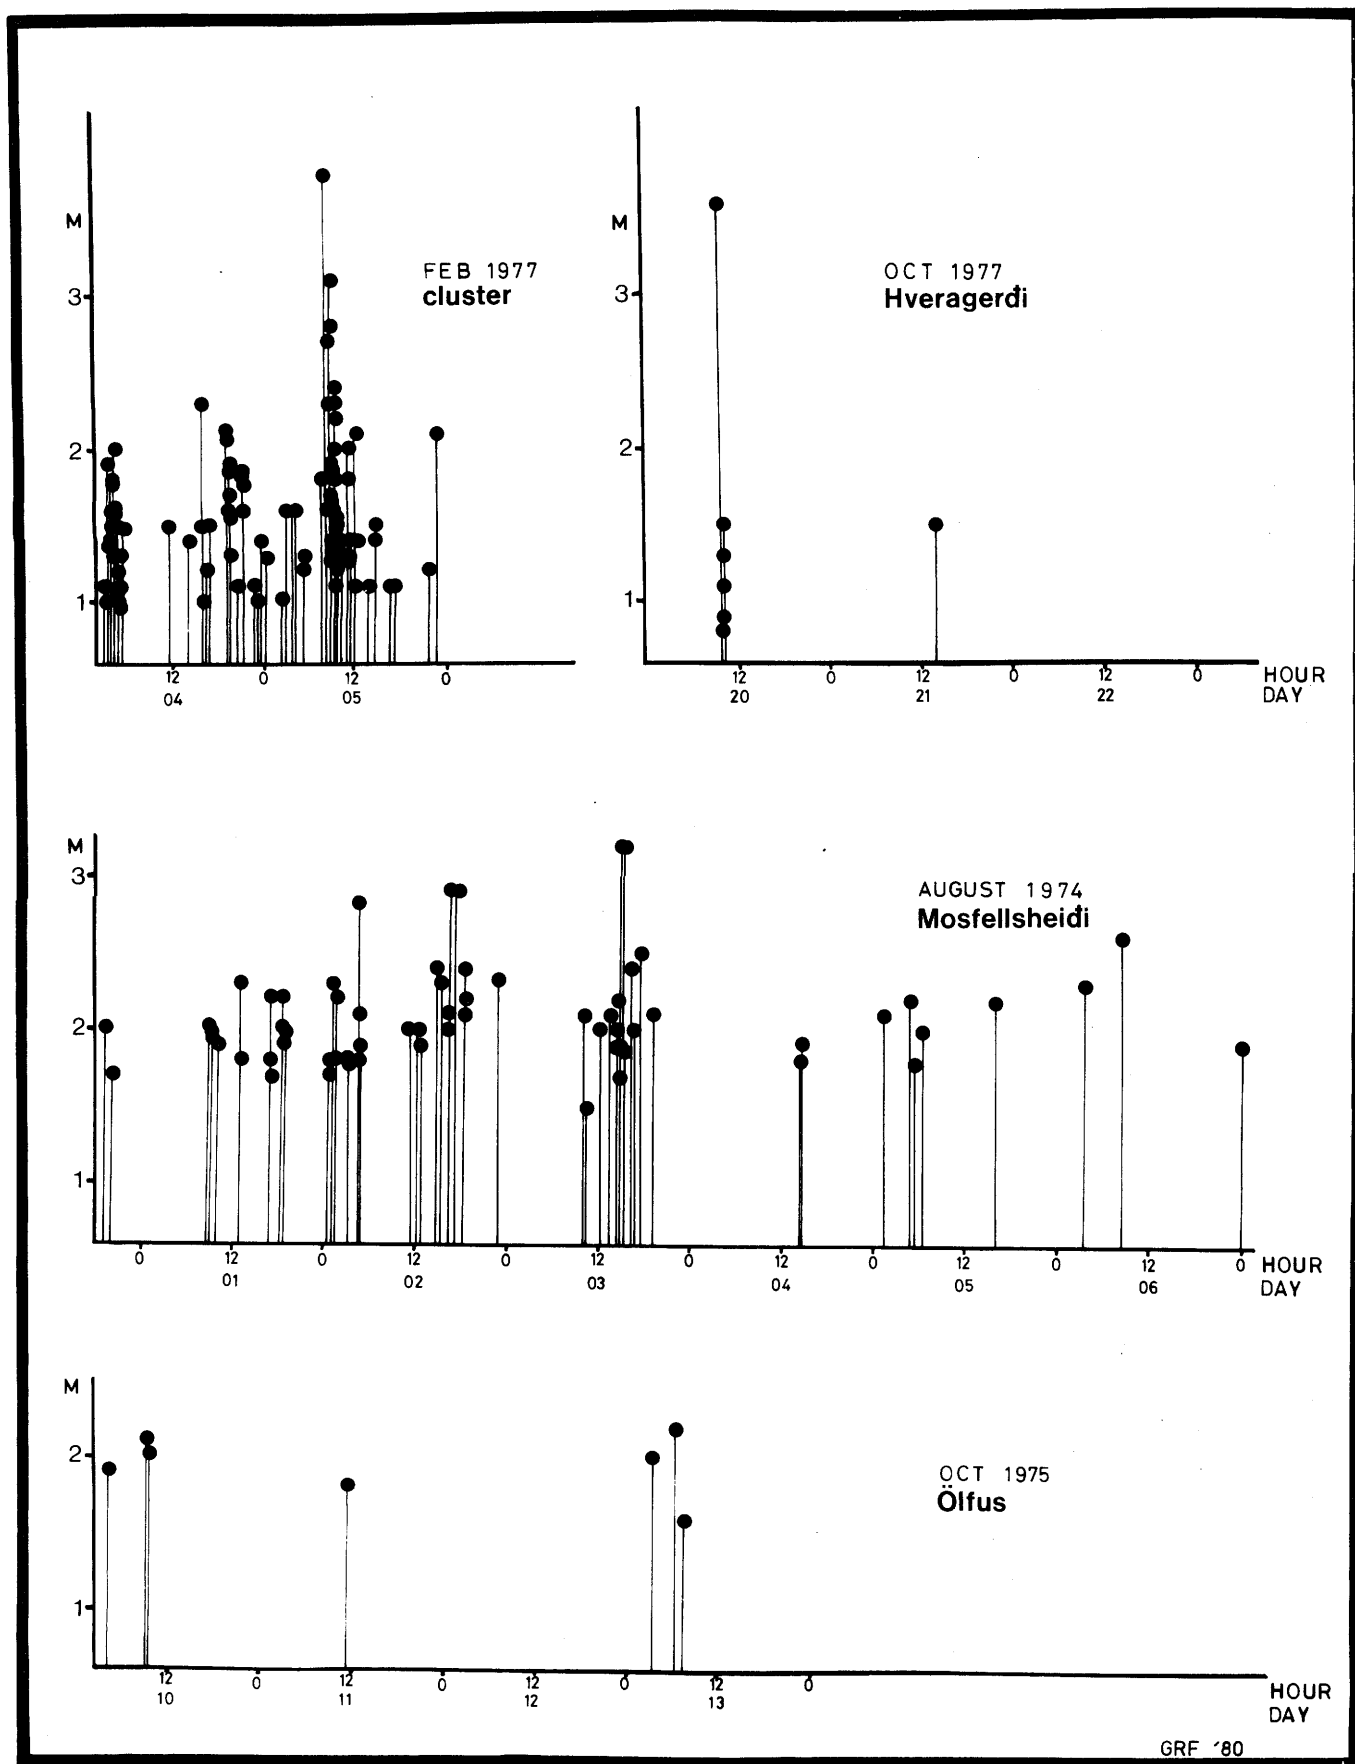 M
3
2
1
FEB 1977
cluster
12 0 12 0
04 05
M
3
2
1
OCT 1977
Hveragerđi
12 0 12 0 12 0 HOUR
20 21 22 DAY
M
3
2
1
AUGUST 1974
Mosfellsheiđi
0 12 0 12 0 12 0 12 0 12 0 12 0 HOUR
01 02 03 04 05 06 DAY
M
2
1
OCT 1975
Ölfus
12 0 12 0 12 0 12 0 HOUR
10 11 12 13 DAY
GRF '80